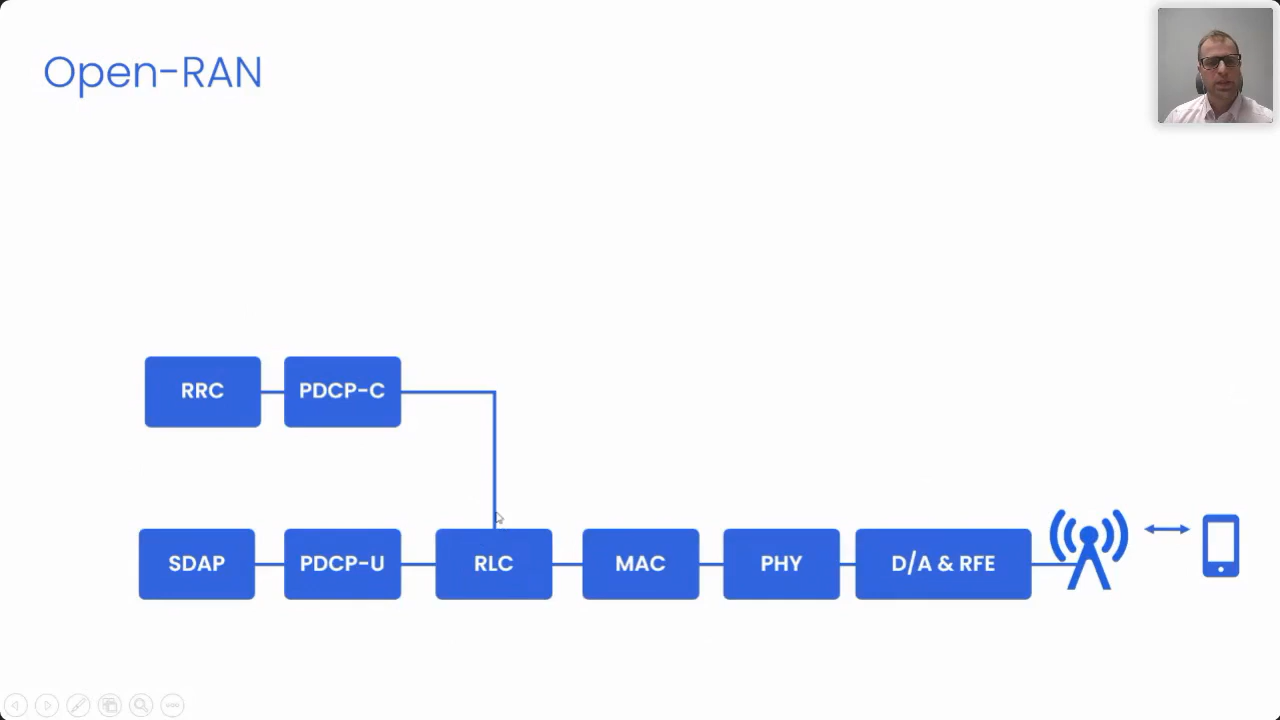 Open-RAN
RRC
PDCP-C
SDAP
PDCP-U
RLC
MAC
PHY
D/A & RFE